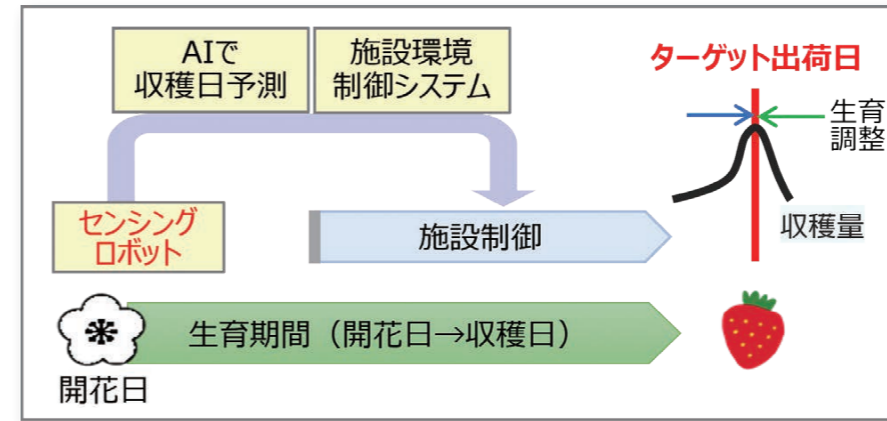 AIで
収穫日予測
施設環境
制御システム
ターゲット出荷日
生育
調整
センシング
ロボット
施設制御
収穫量
生育期間（開花日→収穫日）
開花日